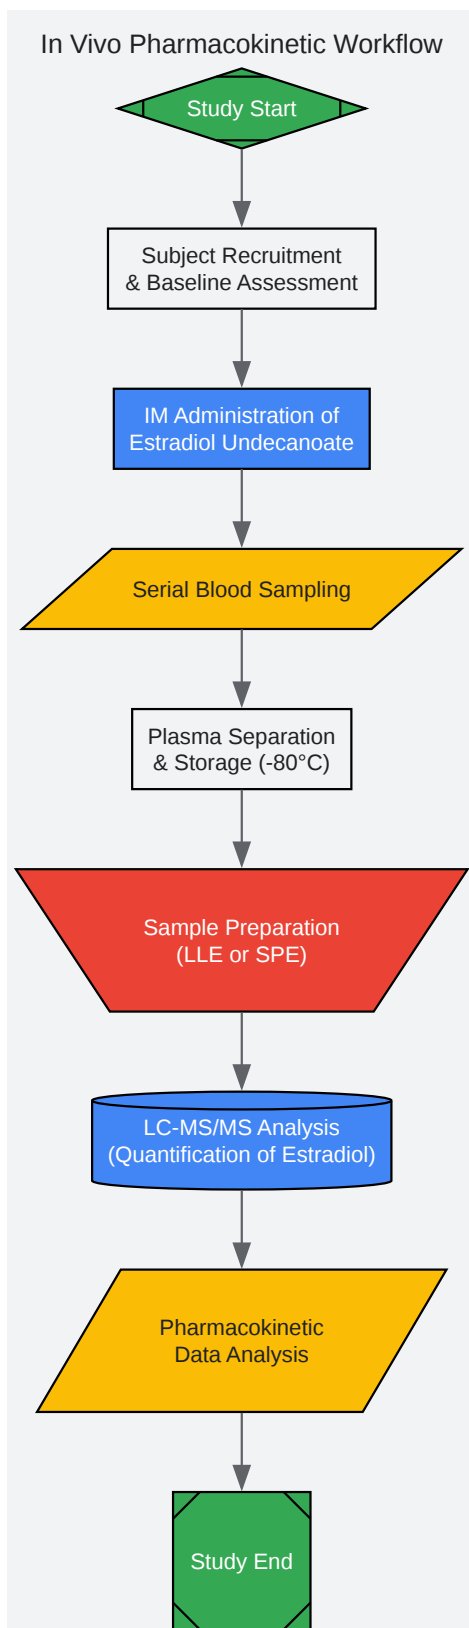 In Vivo Pharmacokinetic Workflow
Study Start
Subject Recruitment
& Baseline Assessment
IM Administration of
Estradiol Undecanoate
Serial Blood Sampling
Plasma Separation
& Storage (-80°C)
Sample Preparation
(LLE or SPE)
LC-MS/MS Analysis
(Quantification of Estradiol)
Pharmacokinetic
Data Analysis
Study End